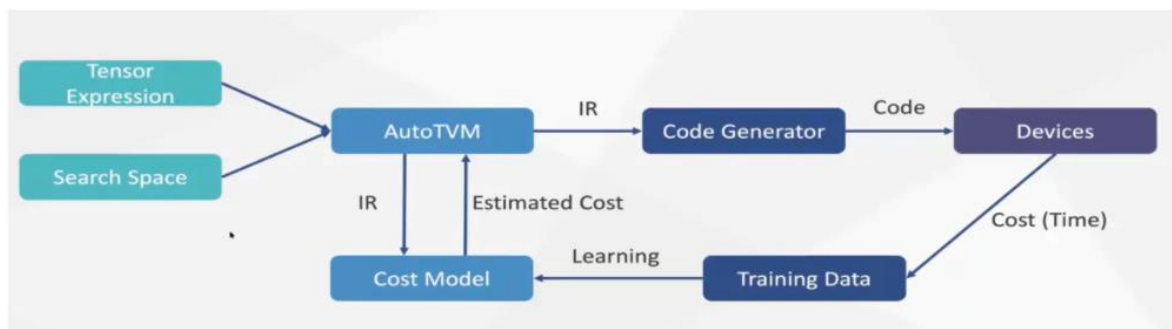 Tensor
Expression
Search Space
AutoTVM
IR
Code Generator
Code
Devices
IR
Estimated Cost
Cost (Time)
Cost Model
Learning
Training Data